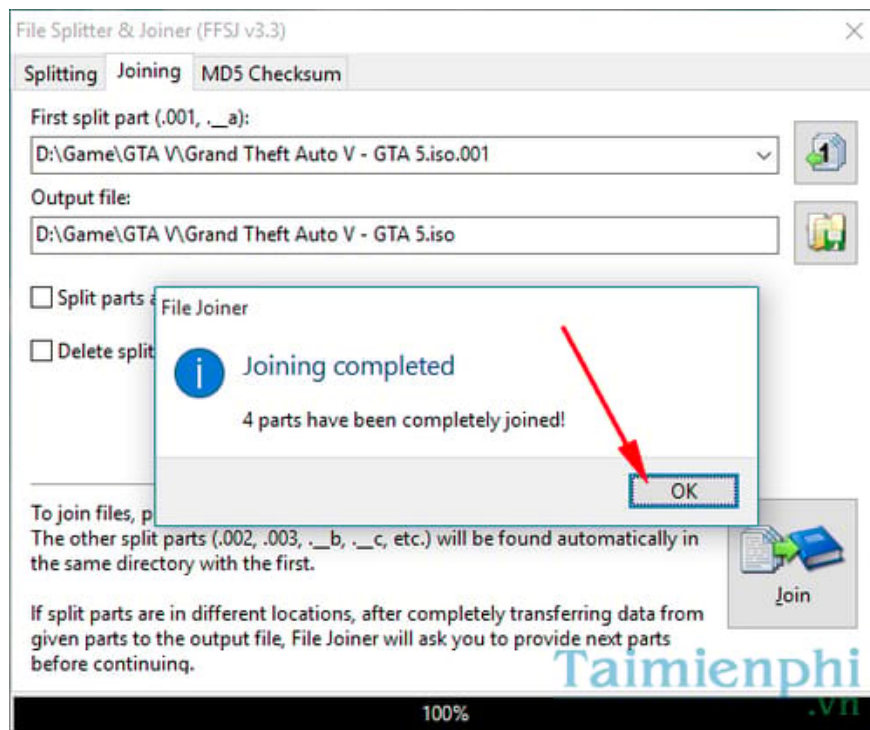 File Splitter & Joiner (FFSJ v3.3)
Splitting Joining MD5 Checksum
First split part (.001, .__a):
D:\Game\GTA V\Grand Theft Auto V - GTA 5.iso.001
1
Output file:
D:\Game\GTA V\Grand Theft Auto V - GTA 5.iso
Split parts
File Joiner
Delete split
i
Joining completed
4 parts have been completely joined!
OK
To join files, p
The other split parts (.002, .003, .__b, .__c, etc.) will be found automatically in
the same directory with the first.
Join
If split parts are in different locations, after completely transferring data from
given parts to the output file, File Joiner will ask you to provide next parts
before continuing.
Taimienphi
.vn
100%